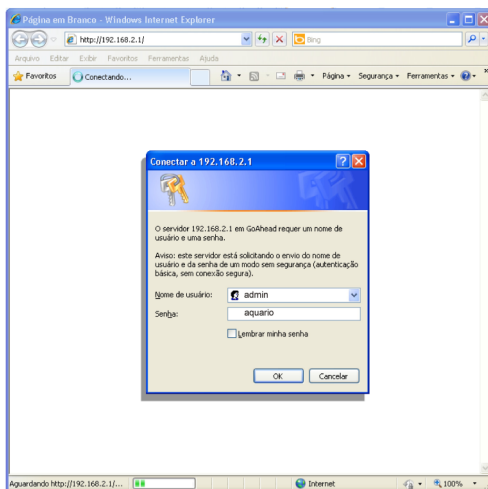 Página em Branco - Windows Internet Explorer
http://192.168.2.1/
Bing
Arquivo Editar Exibir Favoritos Ferramentas Ajuda
Favoritos Conectando... Página Segurança Ferramentas
Conectar a 192.168.2.1
O servidor 192.168.2.1 em GoAhead requer um nome de
usuário e uma senha.
Aviso: este servidor está solicitando o envio do nome de
usuário e da senha de um modo sem segurança (autenticação
básica, sem conexão segura).
Nome de usuário: admin
Senha: aquario
Lembrar minha senha
OK Cancelar
Aguardando http://192.168.2.1/... Internet 100%